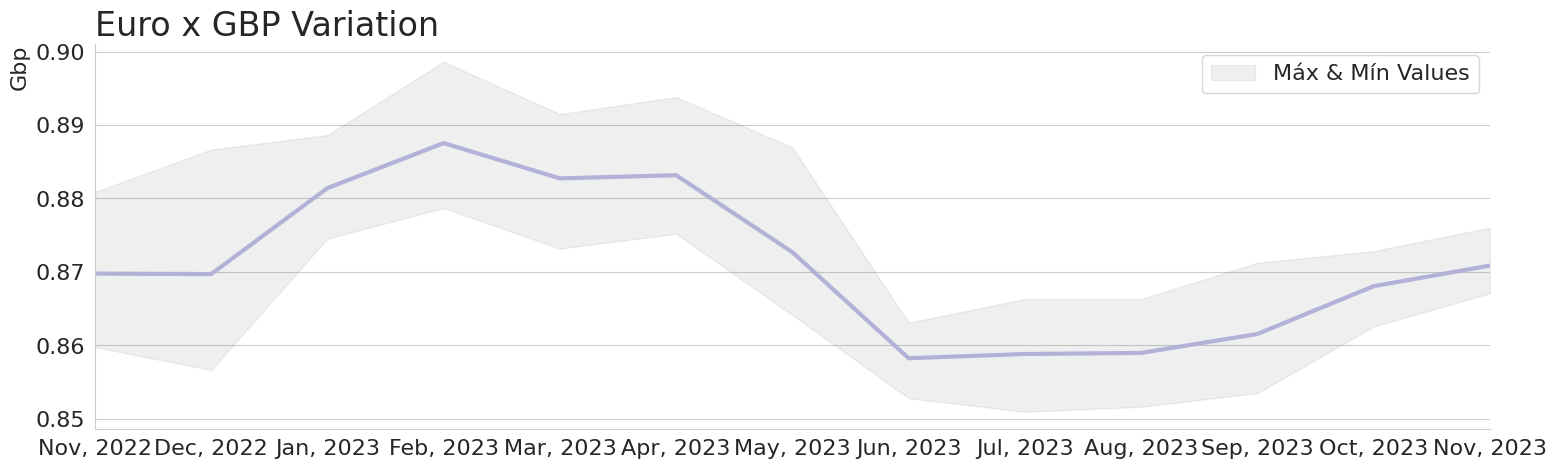 Euro x GBP Variation
Gbp
Máx & Mín Values
0.90
0.89
0.88
0.87
0.86
0.85
Nov, 2022 Dec, 2022 Jan, 2023 Feb, 2023 Mar, 2023 Apr, 2023 May, 2023 Jun, 2023 Jul, 2023 Aug, 2023 Sep, 2023 Oct, 2023 Nov, 2023